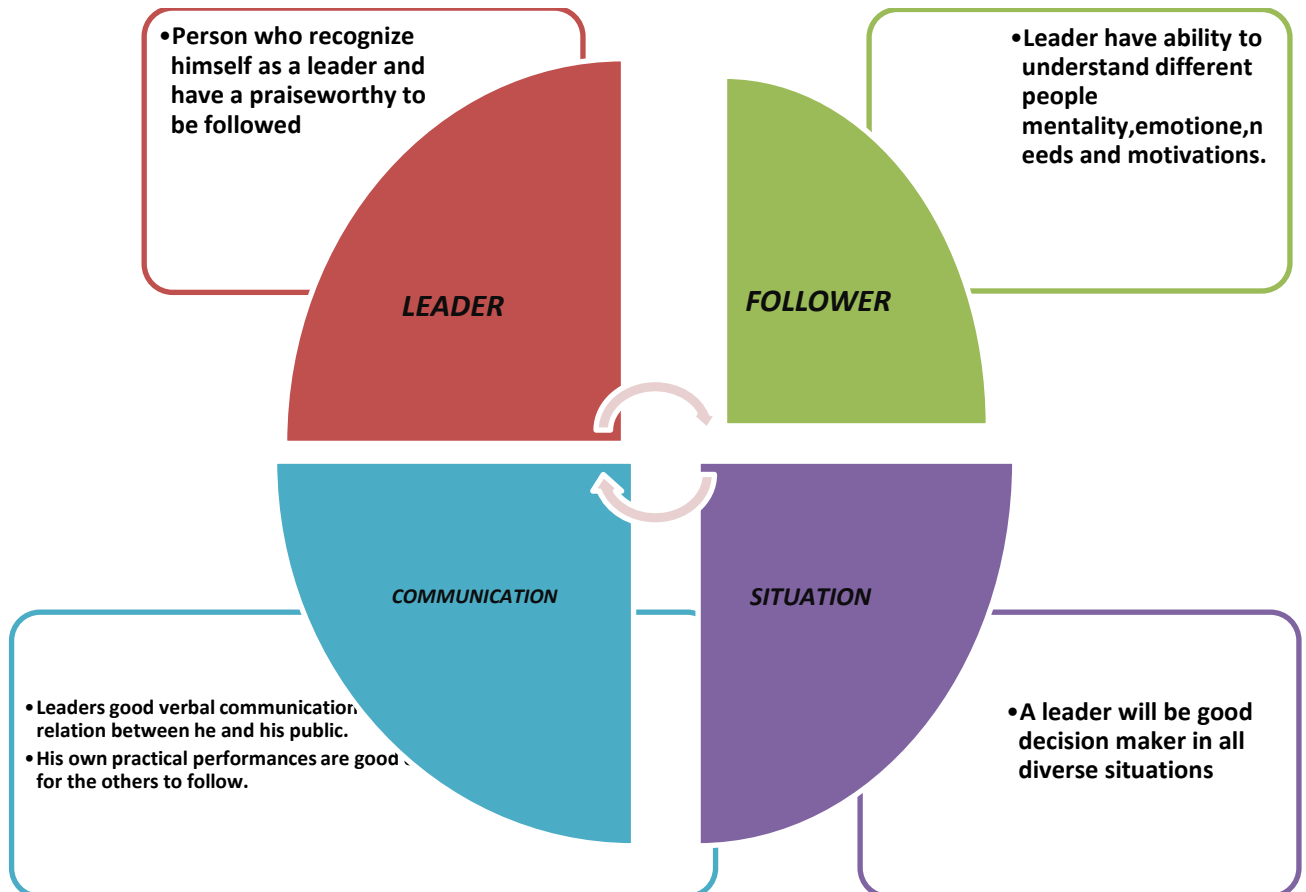 •Person who recognize
himself as a leader and
have a praiseworthy to
be followed
•Leader have ability to
understand different
people
mentality,emotione,n
eeds and motivations.
LEADER
FOLLOWER
COMMUNICATION
SITUATION
•Leaders good verbal communication
relation between he and his public.
•His own practical performances are good
for the others to follow.
•A leader will be good
decision maker in all
diverse situations